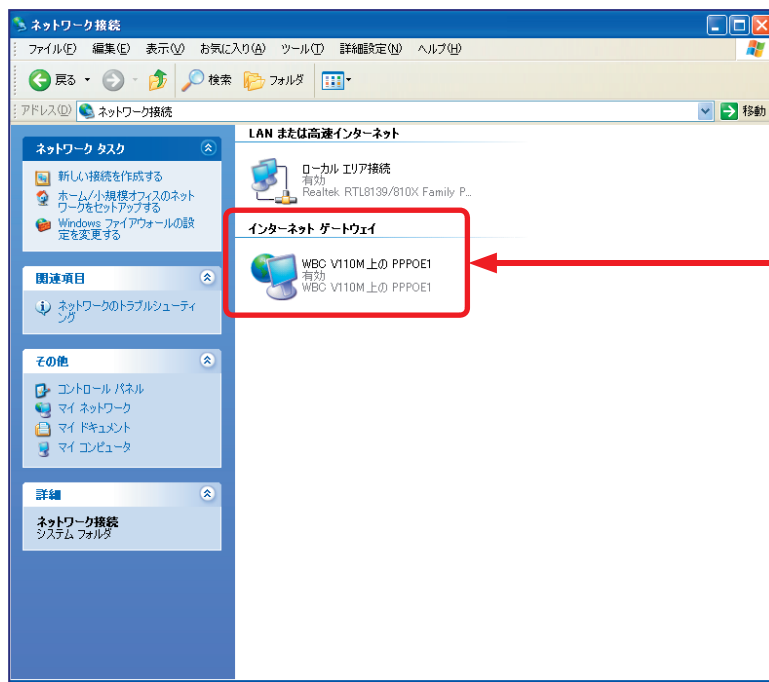 ネットワーク接続
ファイル(F) 編集(E) 表示(V) お気に入り(A) ツール(T) 詳細設定(N) ヘルプ(H)
戻る 検索 フォルダ
アドレス(D) ネットワーク接続 移動
ネットワーク タスク
新しい接続を作成する
ホーム/小規模オフィスのネット
ワークをセットアップする
Windows ファイアウォールの設
定を変更する
関連項目
ネットワークのトラブルシューティ
ング
その他
コントロール パネル
マイ ネットワーク
マイ ドキュメント
マイ コンピュータ
詳細
ネットワーク接続
システム フォルダ
LAN または高速インターネット
ローカル エリア接続
有効
Realtek RTL8139/810X Family P...
インターネット ゲートウェイ
WBC V110M 上の PPPOE1
有効
WBC V110M 上の PPPOE1